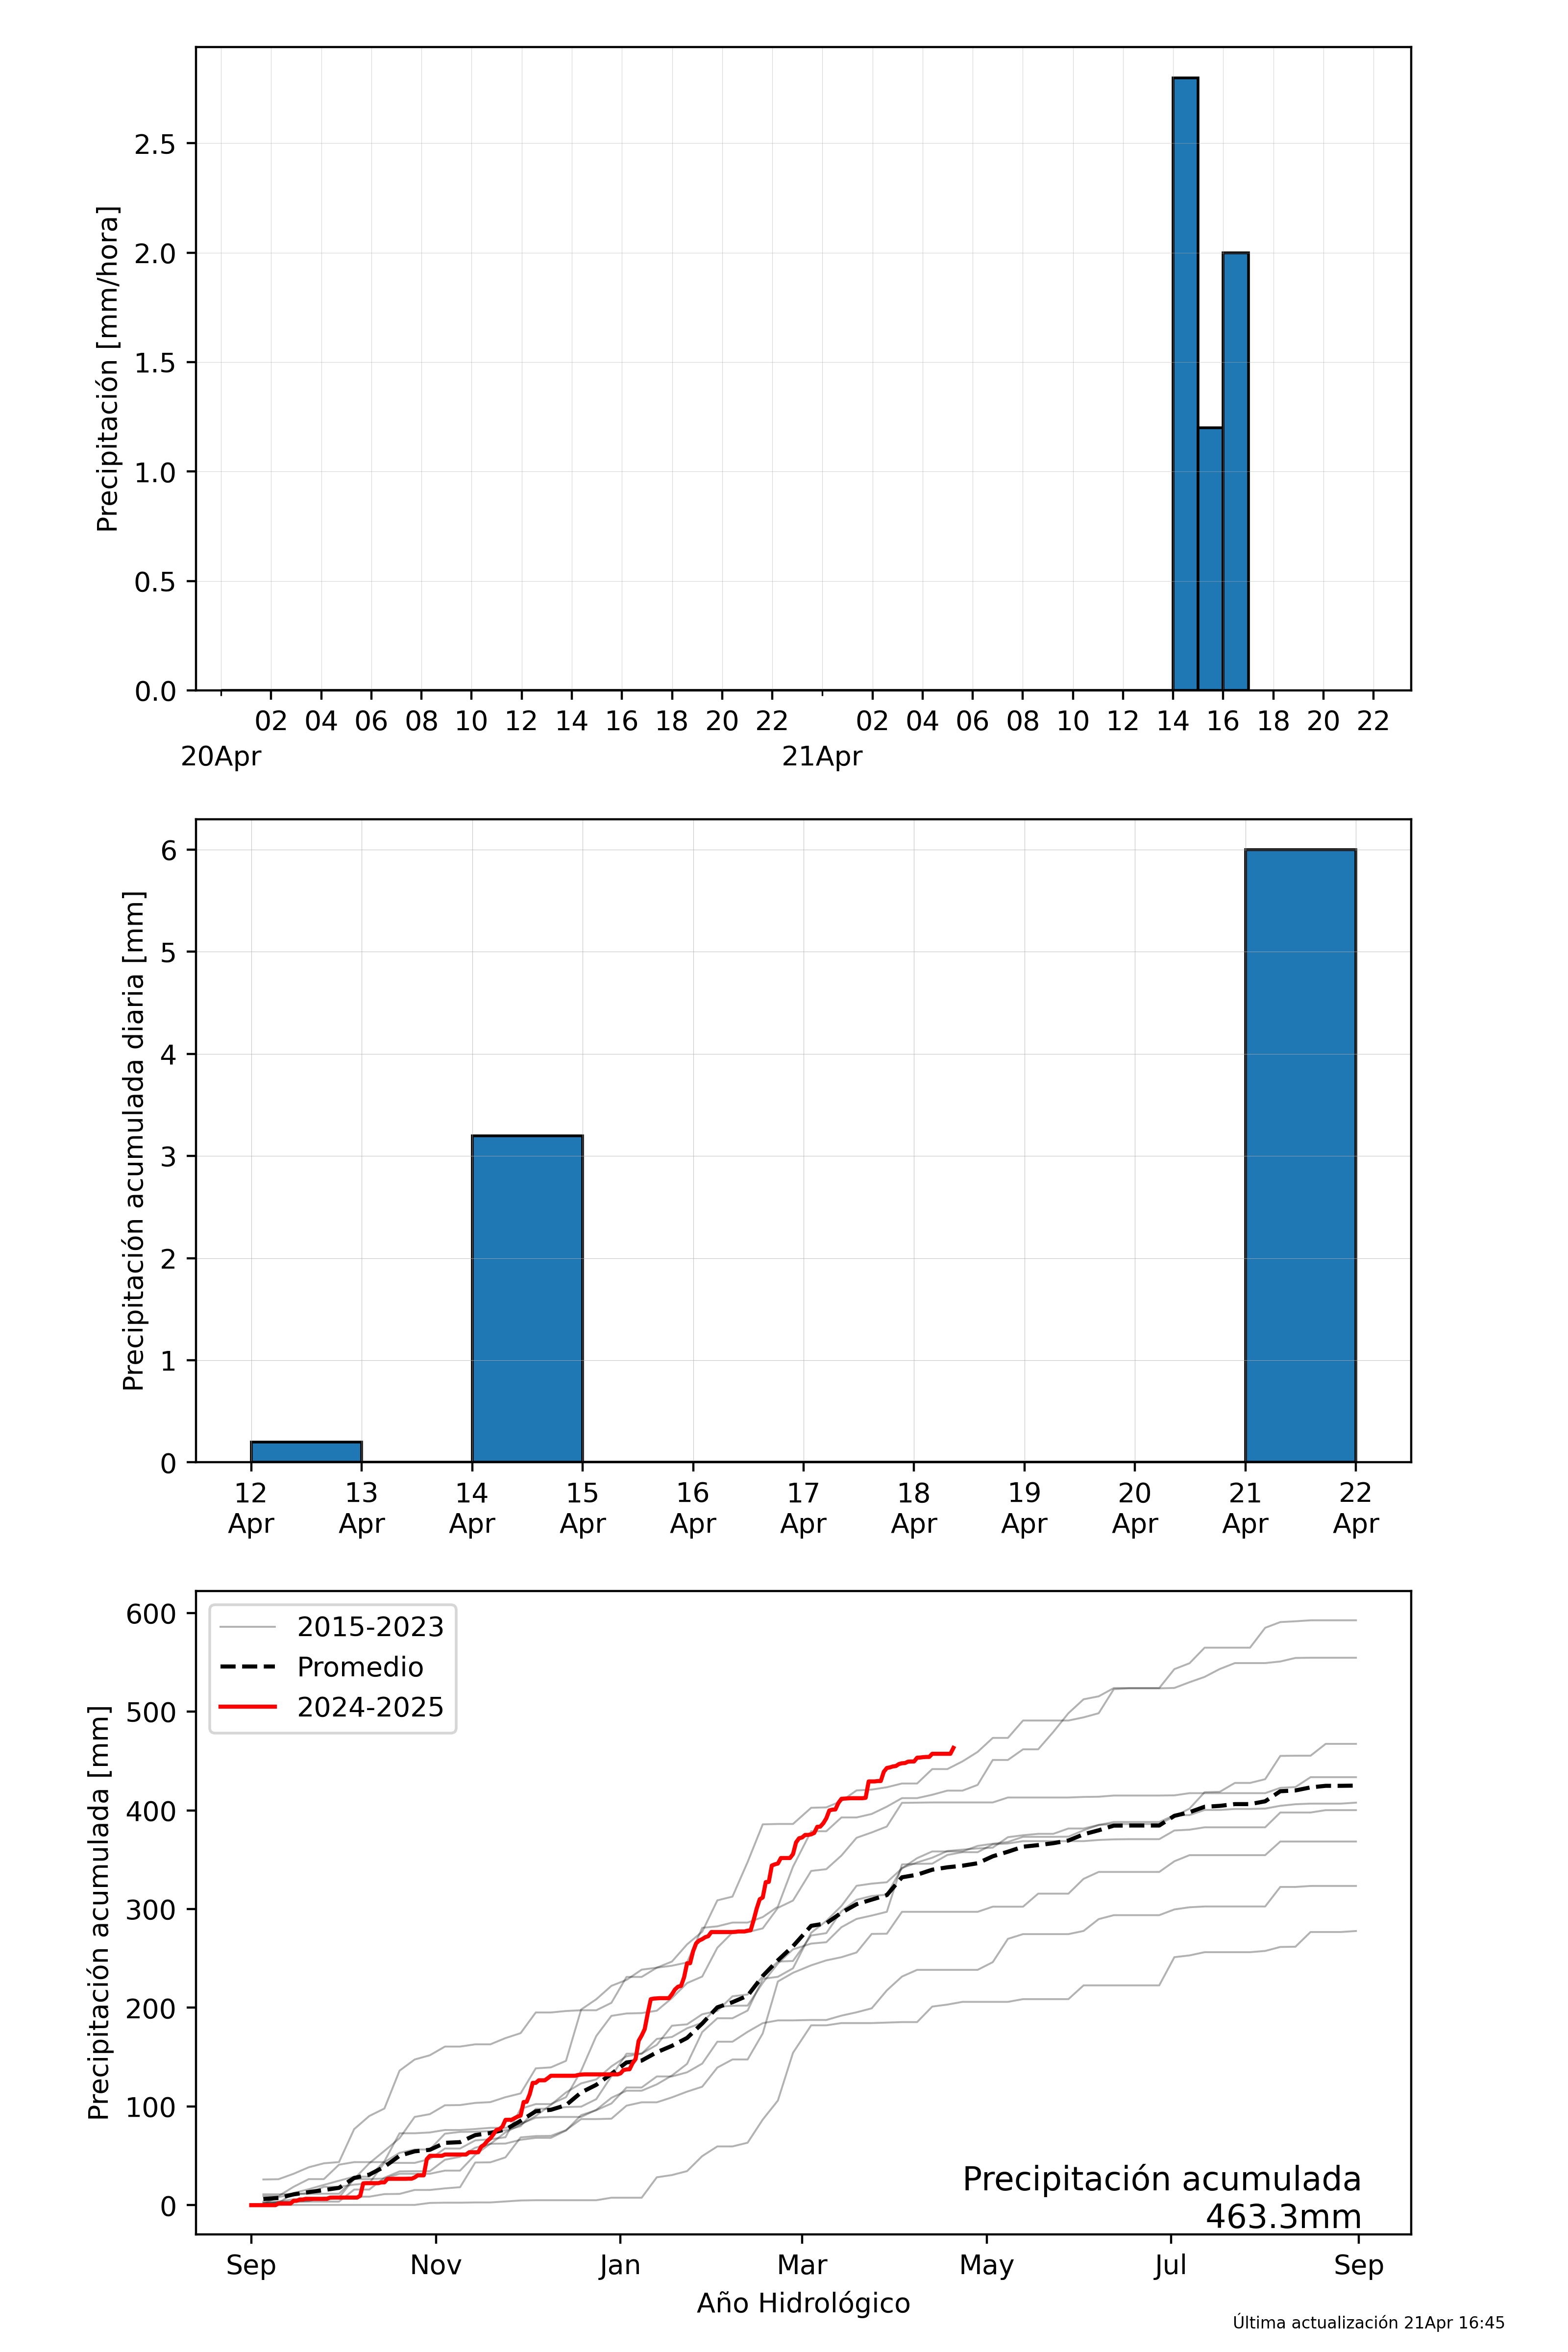 2.5
2.0
1.5
1.0
0.5
0.0
Precipitación [mm/hora]
02 04 06 08 10 12 14 16 18 20 22 02 04 06 08 10 12 14 16 18 20 22
20Apr 21Apr
6
5
4
3
2
1
0
Precipitación acumulada diaria [mm]
12 13 14 15 16 17 18 19 20 21 22
Apr Apr Apr Apr Apr Apr Apr Apr Apr Apr Apr
600
500
400
300
200
100
0
Precipitación acumulada [mm]
2015-2023
Promedio
2024-2025
Precipitación acumulada
463.3mm
Sep Nov Jan Mar May Jul Sep
Año Hidrológico
Última actualización 21Apr 16:45